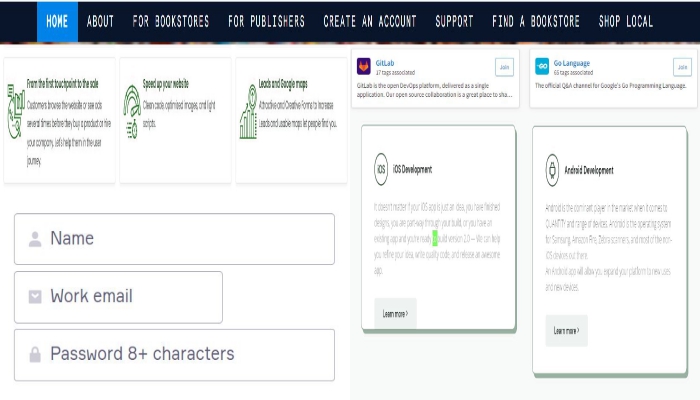 HOME ABOUT FOR BOOKSTORES FOR PUBLISHERS CREATE AN ACCOUNT SUPPORT FIND A BOOKSTORE SHOP LOCAL
From the first touchpoint to the sale
Customers browse the website or see ads
several times before they buy a product or hire
your company. Let's help them in the user
journey.
Speed up your website
Clean code, optimised images, and light
scripts.
Leads and Google maps
Attractive and Creative Forms to increase
Leads and usable maps let people find you.
Name
Work email
Password 8+ characters
GitLab
17 tags associated
Join
GitLab is the open DevOps platform, delivered as a single
application. Our open source collaboration is a great place to sha...
GO
Go Language
65 tags associated
Join
The official Q&A channel for Google's Go Programming Language.
iOS
iOS Development
It doesn't matter if your iOS app is just an idea, you have finished
designs, you are part-way through your build, or you have an
existing app and you're ready to build version 2.0 — We can help
you refine your idea, write quality code, and release an awesome
app.
Learn more >
Android Development
Android is the dominant player in the market when it comes to
QUANTITY and range of devices. Android is the operating system
for Samsung, Amazon Fire, Zebra scanners, and most of the non-
iOS devices out there.
An Android app will allow you expand your platform to new uses
and new devices.
Learn more >